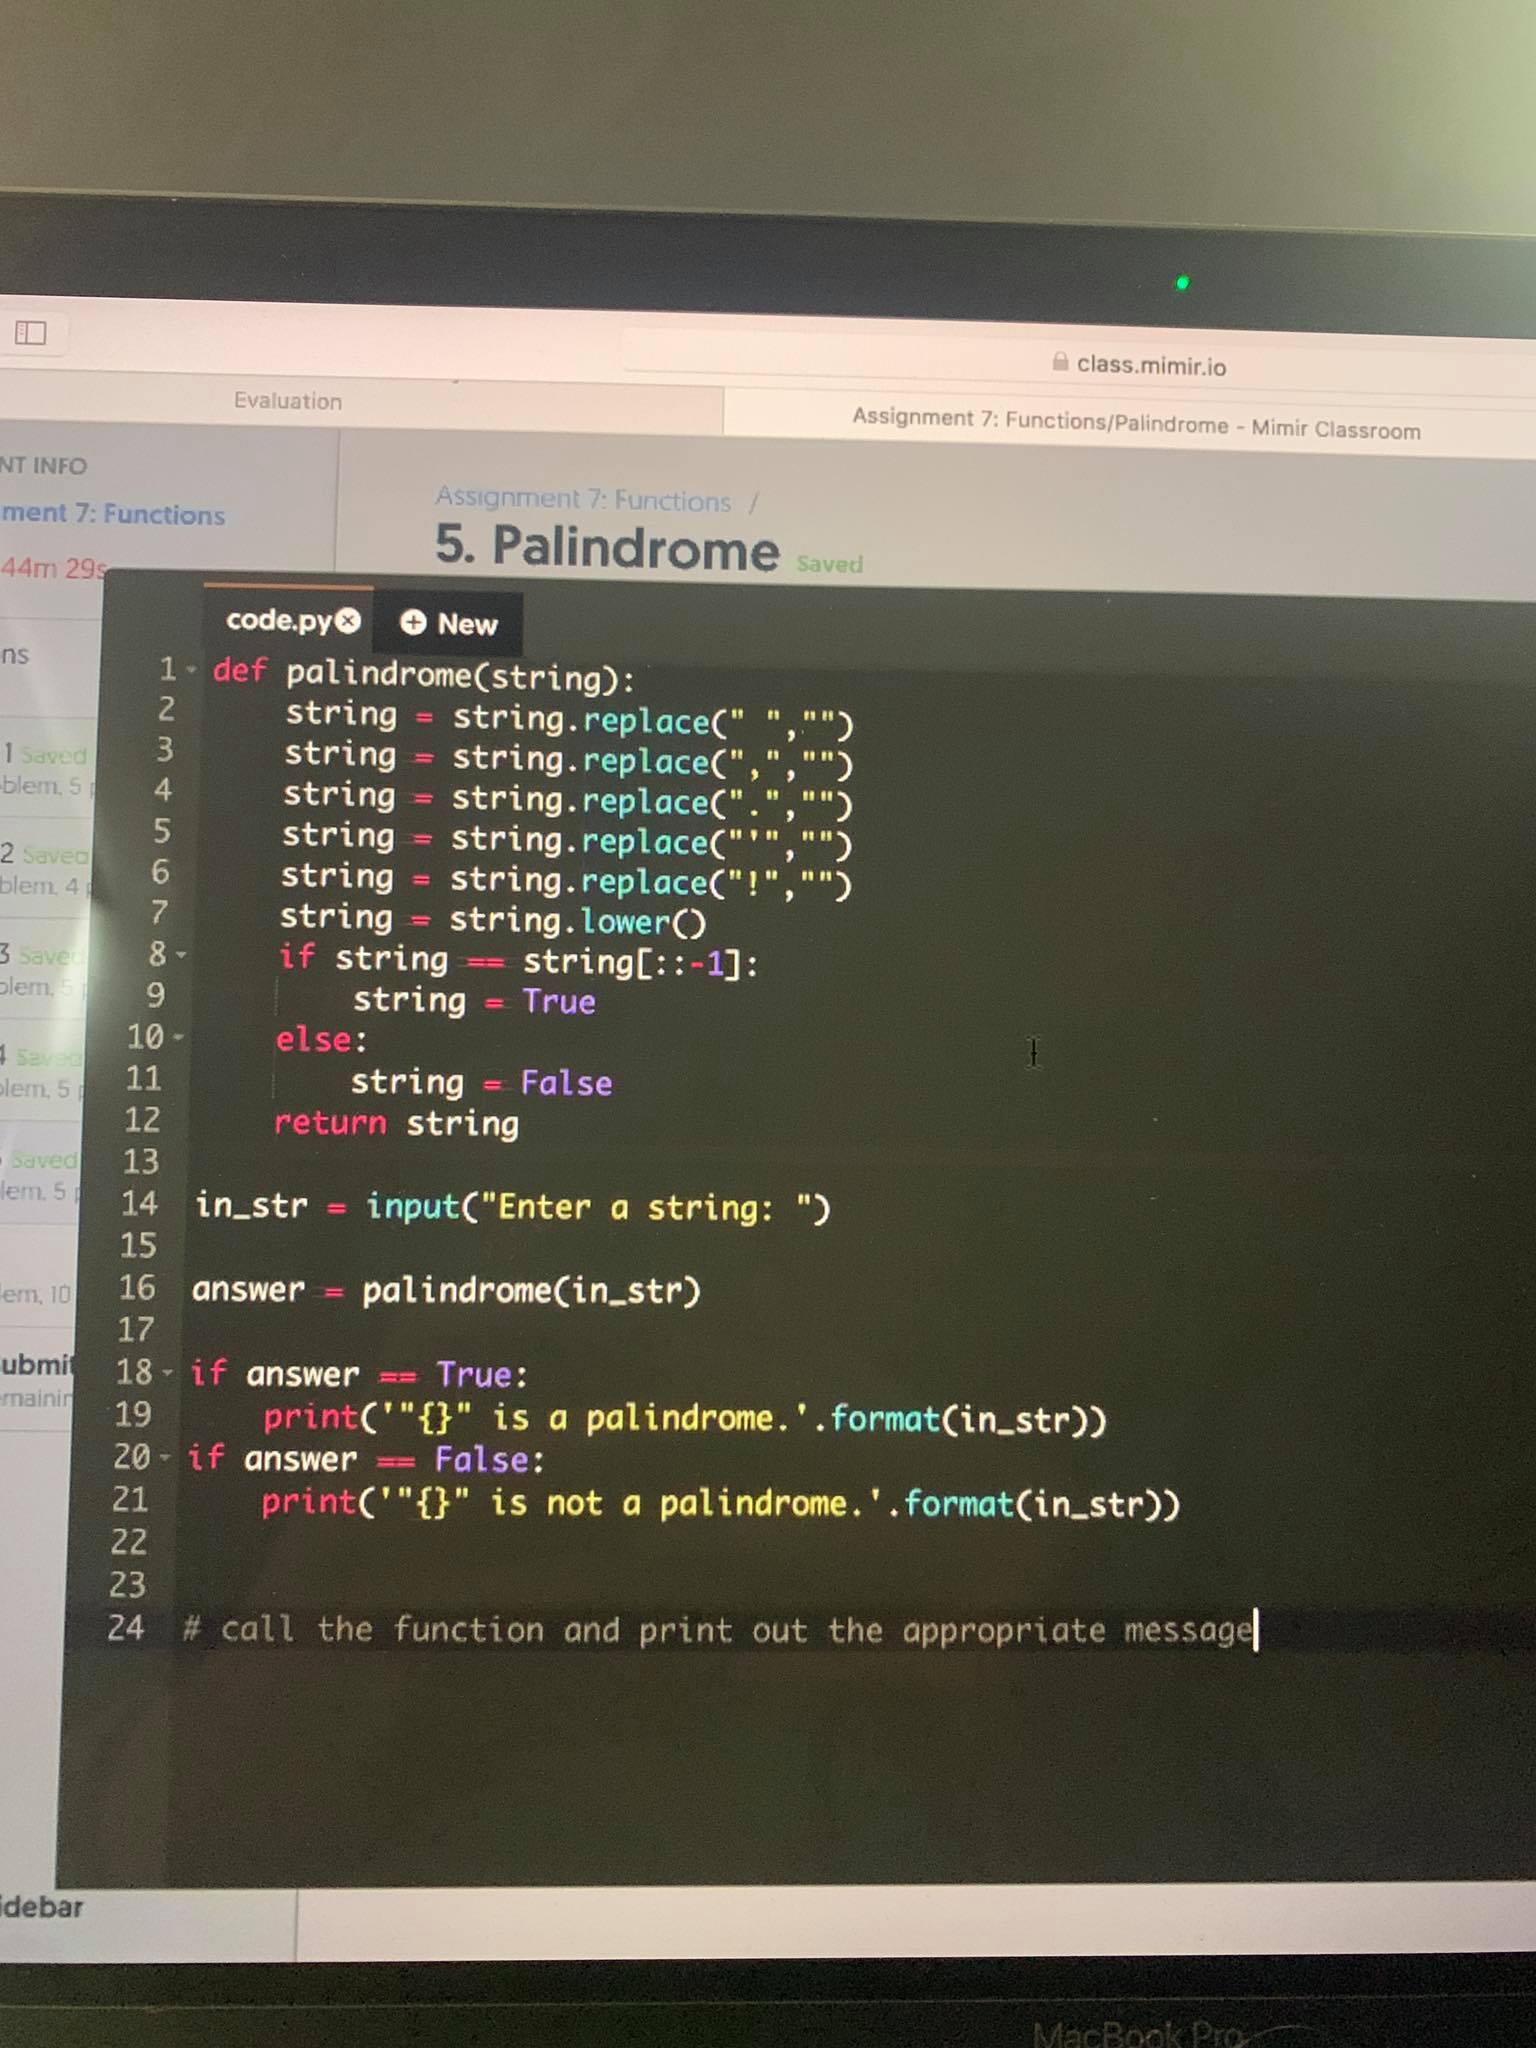 class.mimir.io
Evaluation
Assignment 7: Functions/Palindrome - Mimir Classroom
NT INFO
ment 7: Functions
44m 29s
ns
1 Saved
blem, 5 p
2 Saved
blem, 4 p
3 Saved
blem, 5 p
4 Saved
lem, 5 p
Saved
lem, 5 p
em, 10
ubmit
mainin
idebar
Assignment 7: Functions /
5. Palindrome Saved
code.py New
1 def palindrome(string):
2     string = string.replace(" ","")
3     string = string.replace(",","")
4     string = string.replace(".","")
5     string = string.replace("'","")
6     string = string.replace("!","")
7     string = string.lower()
8     if string == string[::-1]:
9         string = True
10     else:
11         string = False
12     return string
13
14 in_str = input("Enter a string: ")
15
16 answer = palindrome(in_str)
17
18 if answer == True:
19     print('"{}" is a palindrome.'.format(in_str))
20 if answer == False:
21     print('"{}" is not a palindrome.'.format(in_str))
22
23
24 # call the function and print out the appropriate message
MacBook Pro